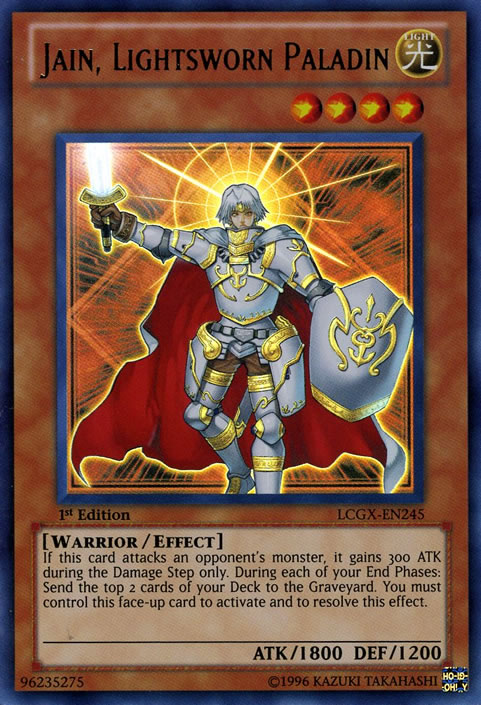 JAIN, LIGHTSWORN PALADIN
LIGHT
光
1st Edition
LCGX-EN245
[WARRIOR/EFFECT]
If this card attacks an opponent's monster, it gains 300 ATK
during the Damage Step only. During each of your End Phases:
Send the top 2 cards of your Deck to the Graveyard. You must
control this face-up card to activate and to resolve this effect.
ATK/1800 DEF/1200
96235275
©1996 KAZUKI TAKAHASHI